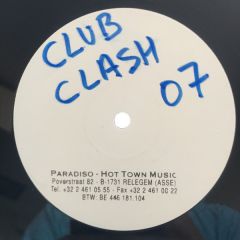 CLUB
CLASH
07
PARADISO - HOT TOWN MUSIC
Poverstraat 82 - B-1731 RELEGEM (ASSE)
Tel. +32 2 461 05 55 - Fax +32 2 461 00 22
BTW: BE 446 181.104